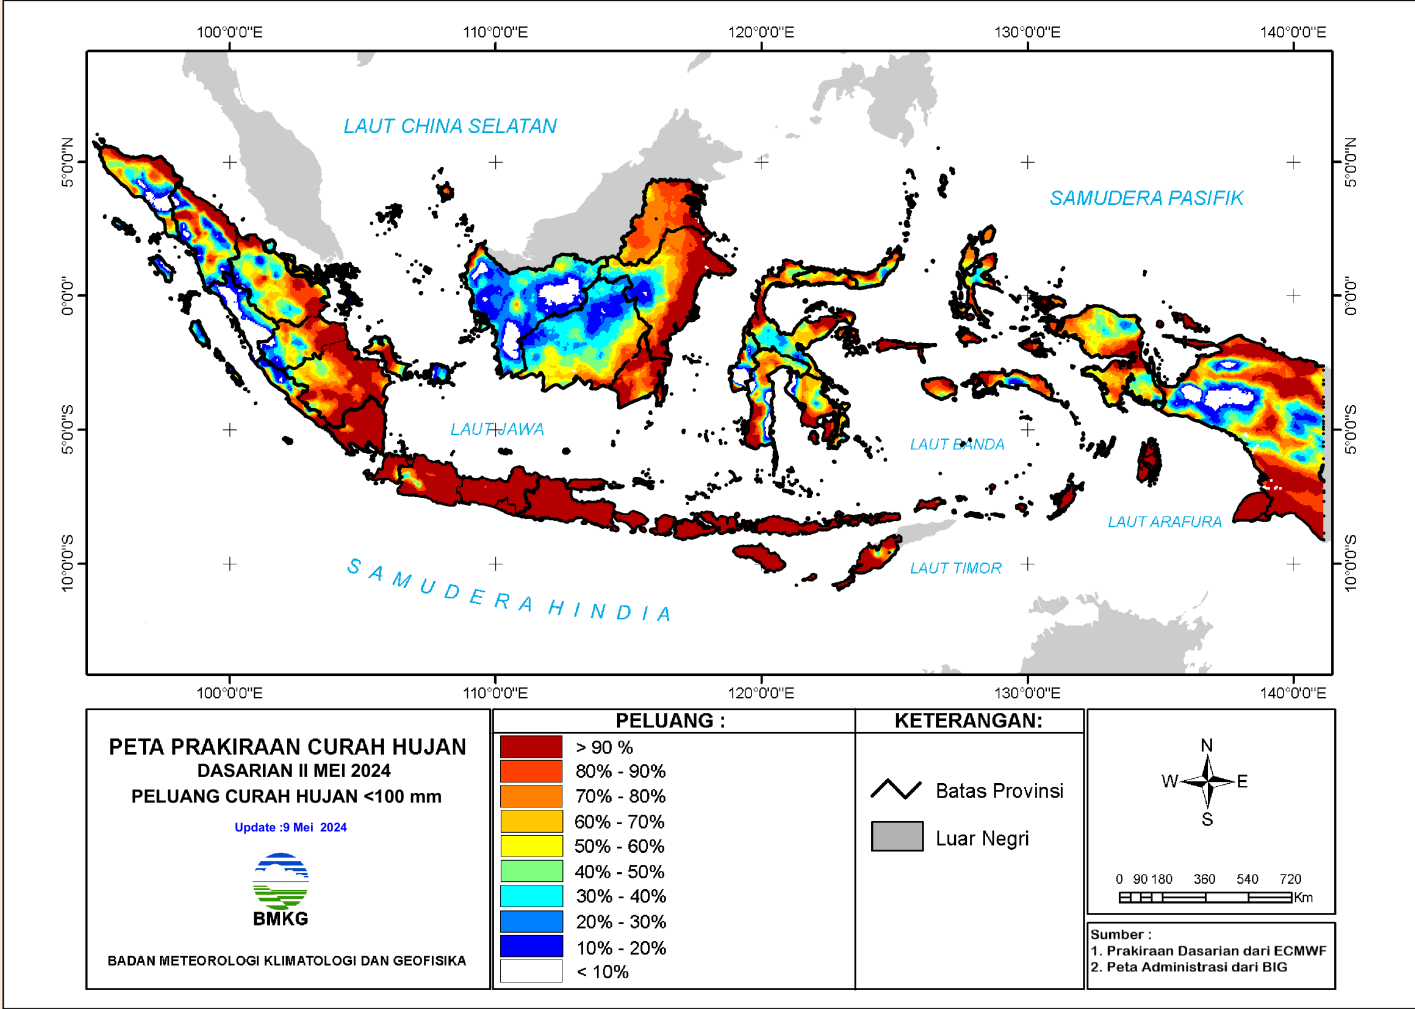 100°0'0"E 110°0'0"E 120°0'0"E 130°0'0"E 140°0'0"E
5°0'0"N
0°0'0"
5°0'0"S
10°0'0"S
LAUT CHINA SELATAN
SAMUDERA PASIFIK
LAUT JAWA
LAUT BANDA
LAUT ARAFURA
LAUT TIMOR
SAMUDERA HINDIA
5°0'0"N
0°0'0"
5°0'0"S
10°0'0"S
100°0'0"E 110°0'0"E 120°0'0"E 130°0'0"E 140°0'0"E
PETA PRAKIRAAN CURAH HUJAN
DASARIAN II MEI 2024
PELUANG CURAH HUJAN <100 mm
Update :9 Mei 2024
BMKG
BADAN METEOROLOGI KLIMATOLOGI DAN GEOFISIKA
PELUANG :
> 90 %
80% - 90%
70% - 80%
60% - 70%
50% - 60%
40% - 50%
30% - 40%
20% - 30%
10% - 20%
< 10%
KETERANGAN:
Batas Provinsi
Luar Negri
N
W E
S
0 90 180 360 540 720
Km
Sumber :
1. Prakiraan Dasarian dari ECMWF
2. Peta Administrasi dari BIG